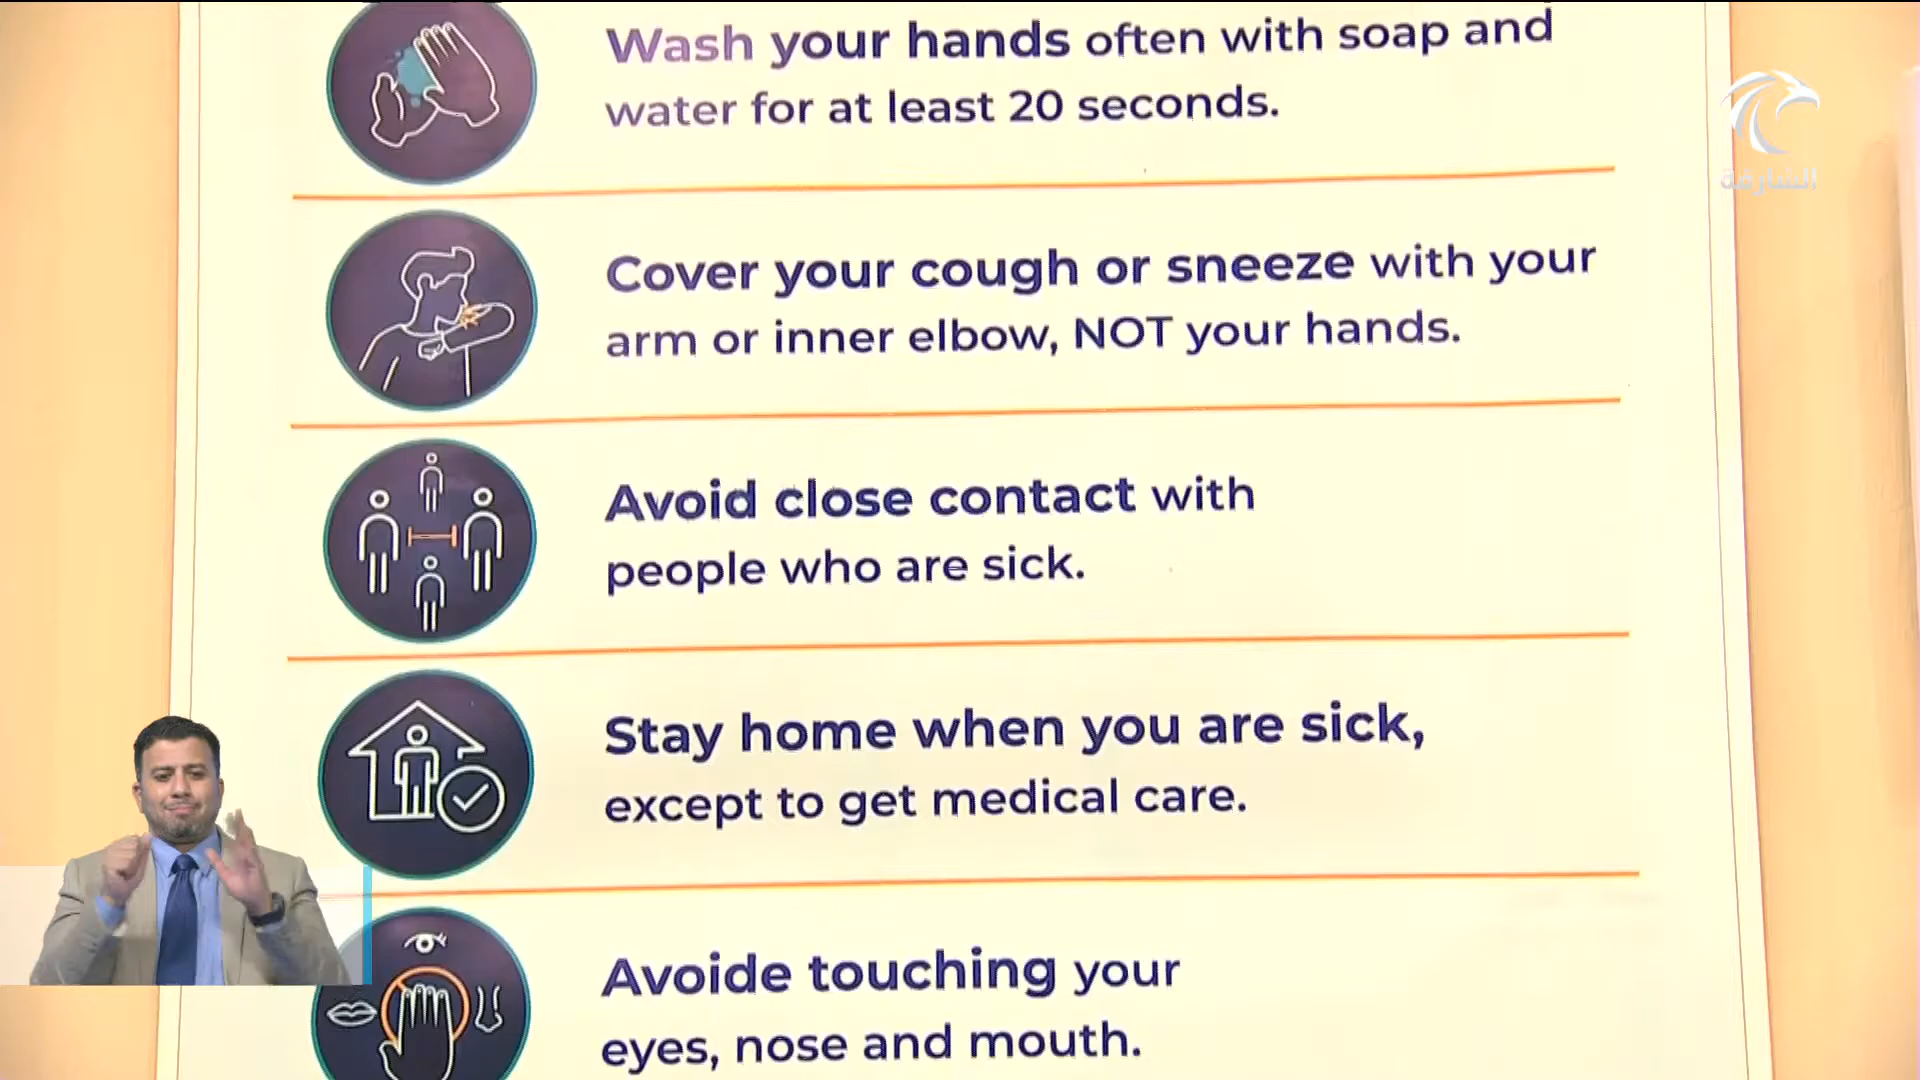 Wash your hands often with soap and
water for at least 20 seconds.
الشارقة
Cover your cough or sneeze with your
arm or inner elbow, NOT your hands.
Avoid close contact with
people who are sick.
Stay home when you are sick,
except to get medical care.
Avoide touching your
eyes, nose and mouth.